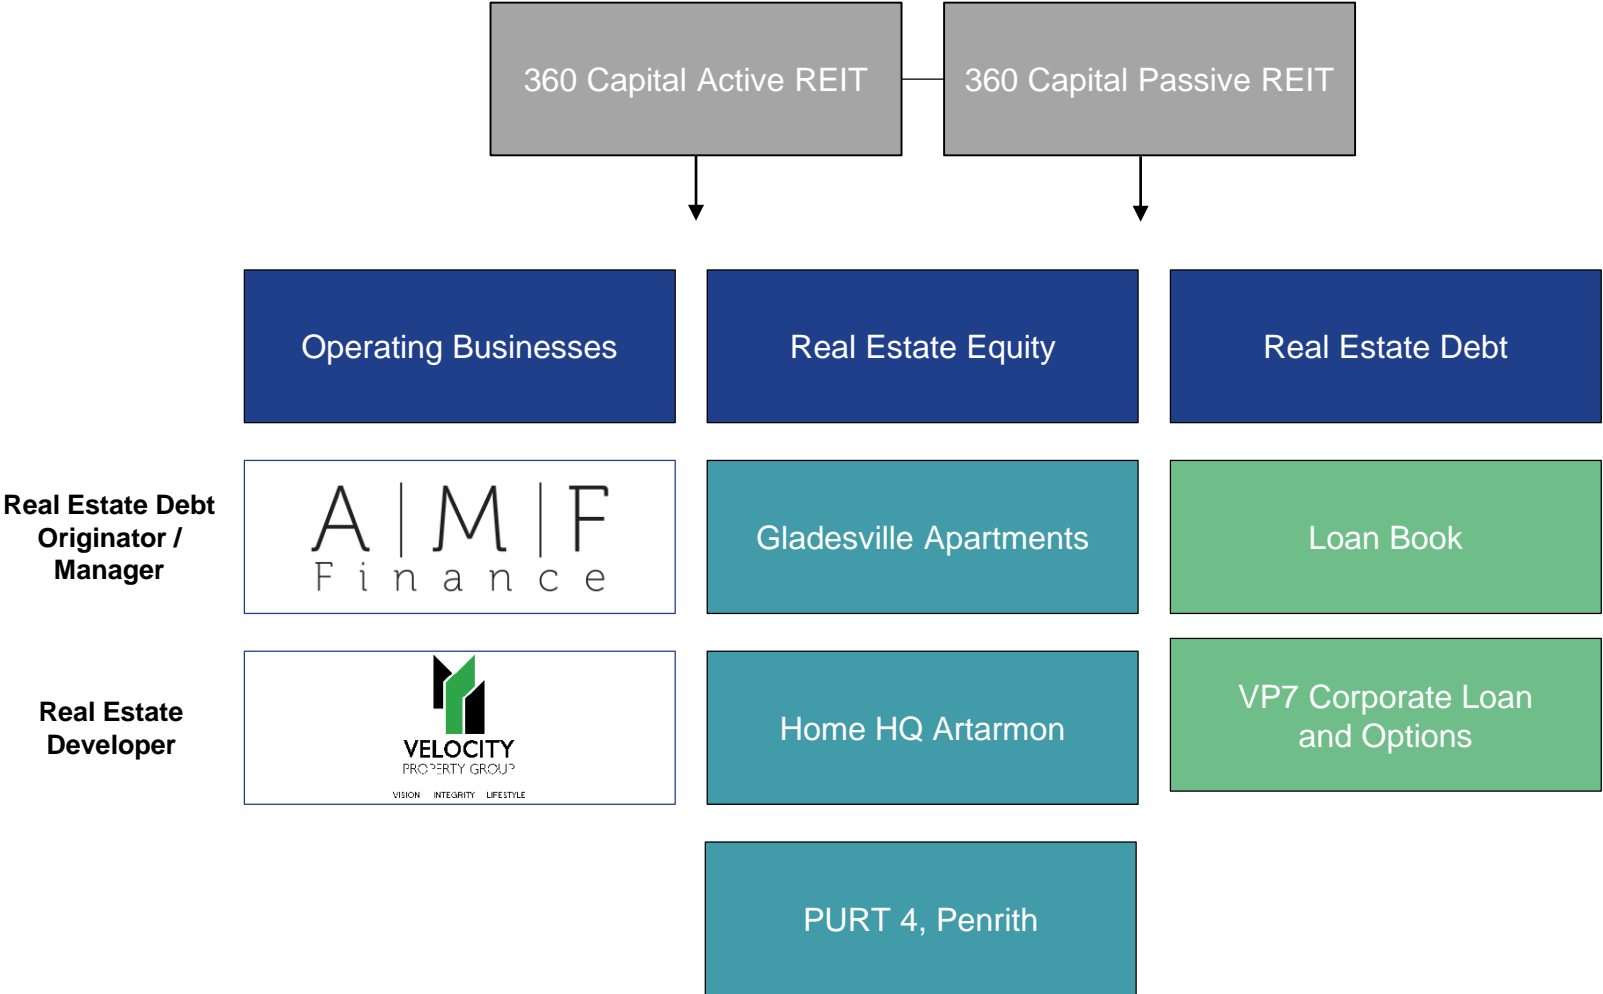 360 Capital Active REIT
360 Capital Passive REIT
Operating Businesses
Real Estate Equity
Real Estate Debt
Real Estate Debt
Originator /
Manager
A|M|F
Finance
Gladesville Apartments
Loan Book
Real Estate
Developer
VELOCITY
PROPERTY GROUP
VISION INTEGRITY LIFESTYLE
Home HQ Artarmon
VP7 Corporate Loan
and Options
PURT 4, Penrith